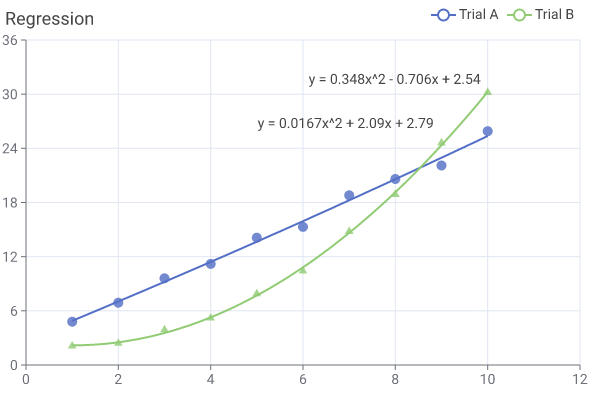 Regression
Trial A
Trial B
36
30
24
18
12
6
0
y = 0.348x^2 - 0.706x + 2.54
y = 0.0167x^2 + 2.09x + 2.79
0
2
4
6
8
10
12